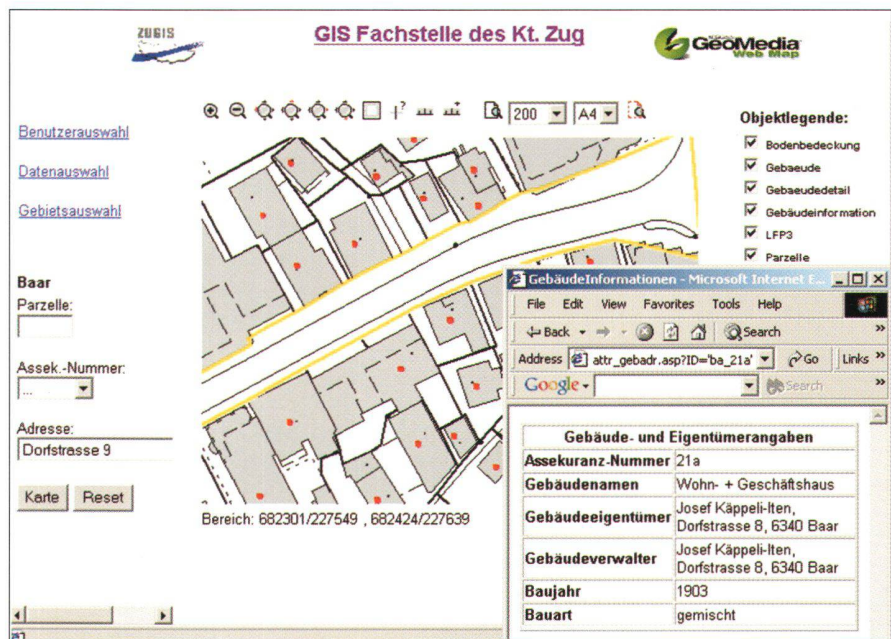 ZUGIS
GIS Fachstelle des Kt. Zug
GeoMedia
Web Map
200
A4
Benutzerauswahl
Datenauswahl
Gebietsauswahl
Baar
Parzelle:
Assek.-Nummer:
...
Adresse:
Dorfstrasse 9
Karte Reset
Bereich: 682301/227549 , 682424/227639
Objektlegende:
Bodenbedeckung
Gebaeude
Gebaeudedetail
Gebäudeinformation
LFP3
Parzelle
GebäudeInformationen - Microsoft Internet E...
File Edit View Favorites Tools Help
Back Search »
Address attr_gebadr.asp?ID='ba_21a' Go Links »
Google Search »
Gebäude- und Eigentümerangaben
Assekuranz-Nummer 21a
Gebäudenamen Wohn- + Geschäftshaus
Gebäudeeigentümer Josef Käppeli-Iten,
Dorfstrasse 8, 6340 Baar
Gebäudeverwalter Josef Käppeli-Iten,
Dorfstrasse 8, 6340 Baar
Baujahr 1903
Bauart gemischt